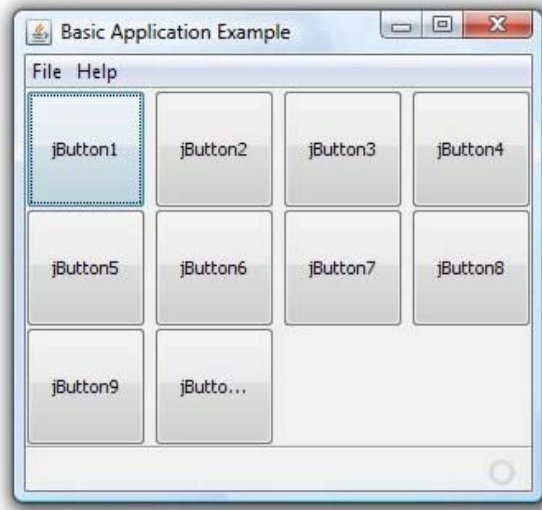 Basic Application Example
File Help
jButton1 jButton2 jButton3 jButton4
jButton5 jButton6 jButton7 jButton8
jButton9 jButto...